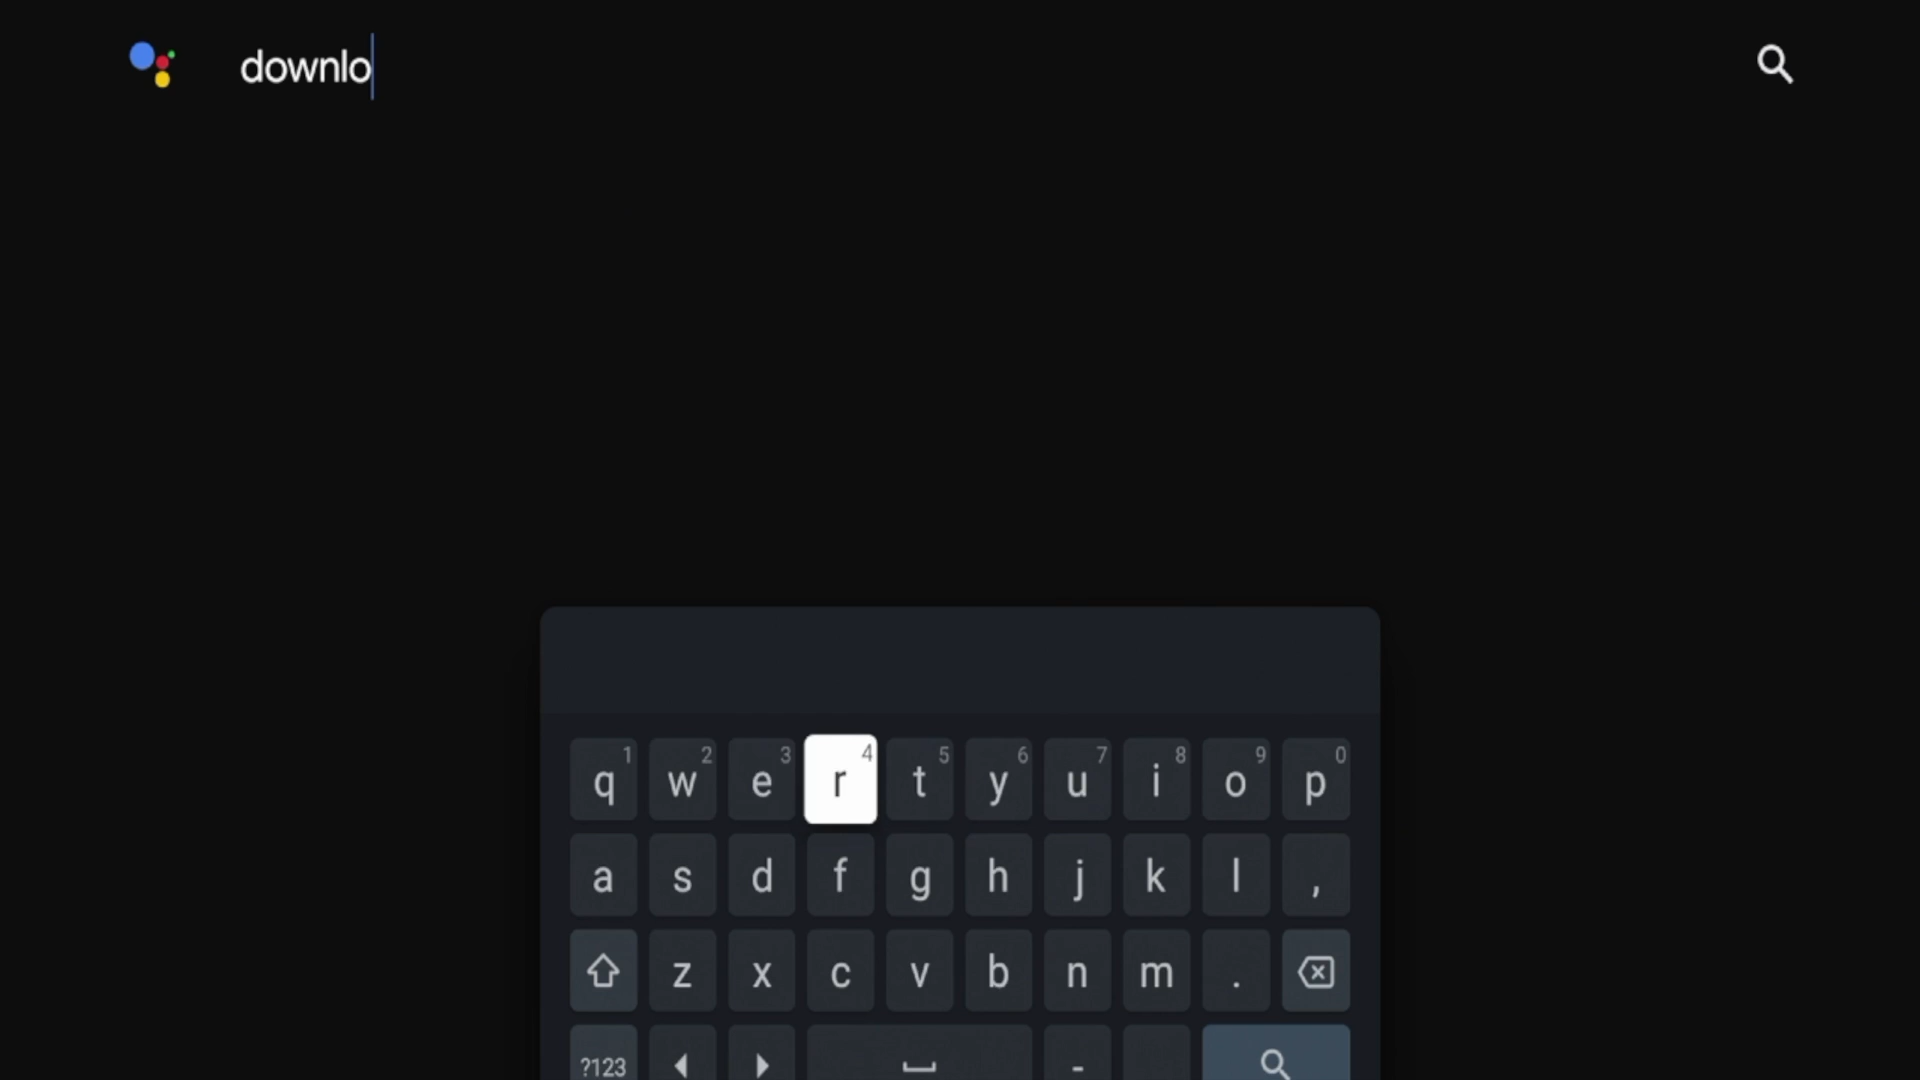 downlo
1 2 3 4 5 6 7 8 9 0
q w e r t y u i o p
a s d f g h j k l ,
z x c v b n m .
?123 -